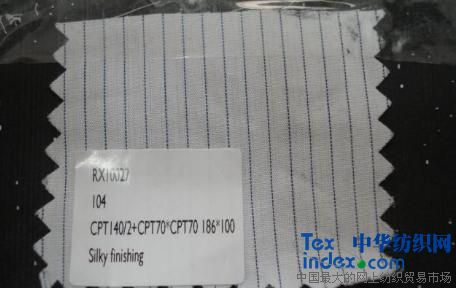 RX10027
104
CPT140/2+CPT70*CPT70 186*100
Silky finishing
Tex 中华纺织网
index.com
中国最大的网上纺织贸易市场